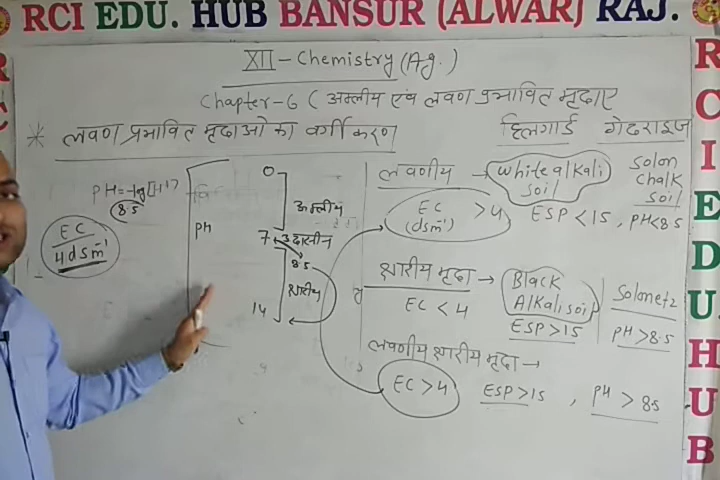 RCI EDU. HUB BANSUR (ALWAR) RAJ.
R C I E D U. H U B
XII - Chemistry (Ag.)
Chapter-6 ( अम्लीय एवं लवण प्रभावित मृदाए
* लवण प्रभावित मृदाओ का वर्गीकरण
हिलगार्ड गेडराइज
PH=-log[H+]
8.5
EC
4dsm⁻¹
PH
0
अम्लीय
7 उदासीन
8.5
क्षारीय
14
लवणीय → White alkali soil
Solon chalk soil
EC (dsm⁻¹) >4 ESP<15, PH<8.5
क्षारीय मृदा → Black Alkali soil
Solonetz
EC<4 ESP>15 PH>8.5
लवणीय क्षारीय मृदा →
EC>4 ESP>15 , PH>8.5